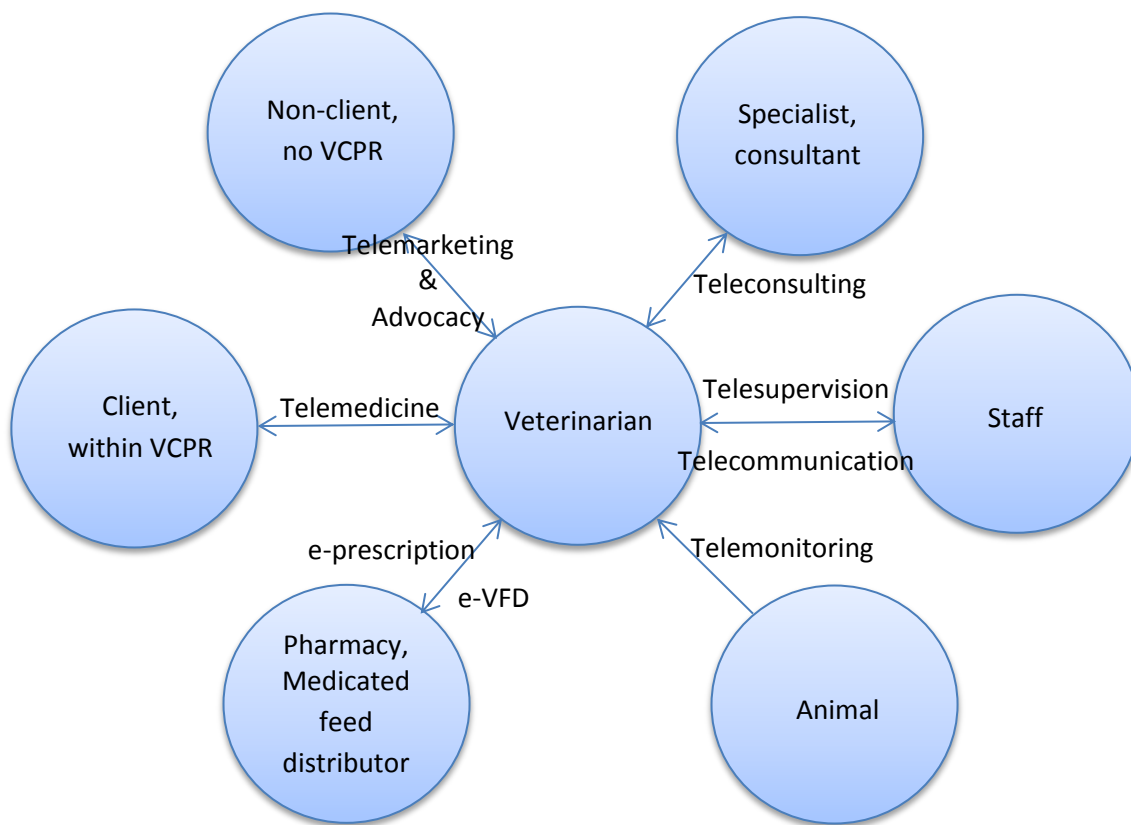 Non-client,
no VCPR
Specialist,
consultant
Telemarketing
&
Advocacy
Teleconsulting
Client,
within VCPR
Telemedicine
Veterinarian
Telesupervision
Telecommunication
Staff
e-prescription
e-VFD
Telemonitoring
Pharmacy,
Medicated
feed
distributor
Animal